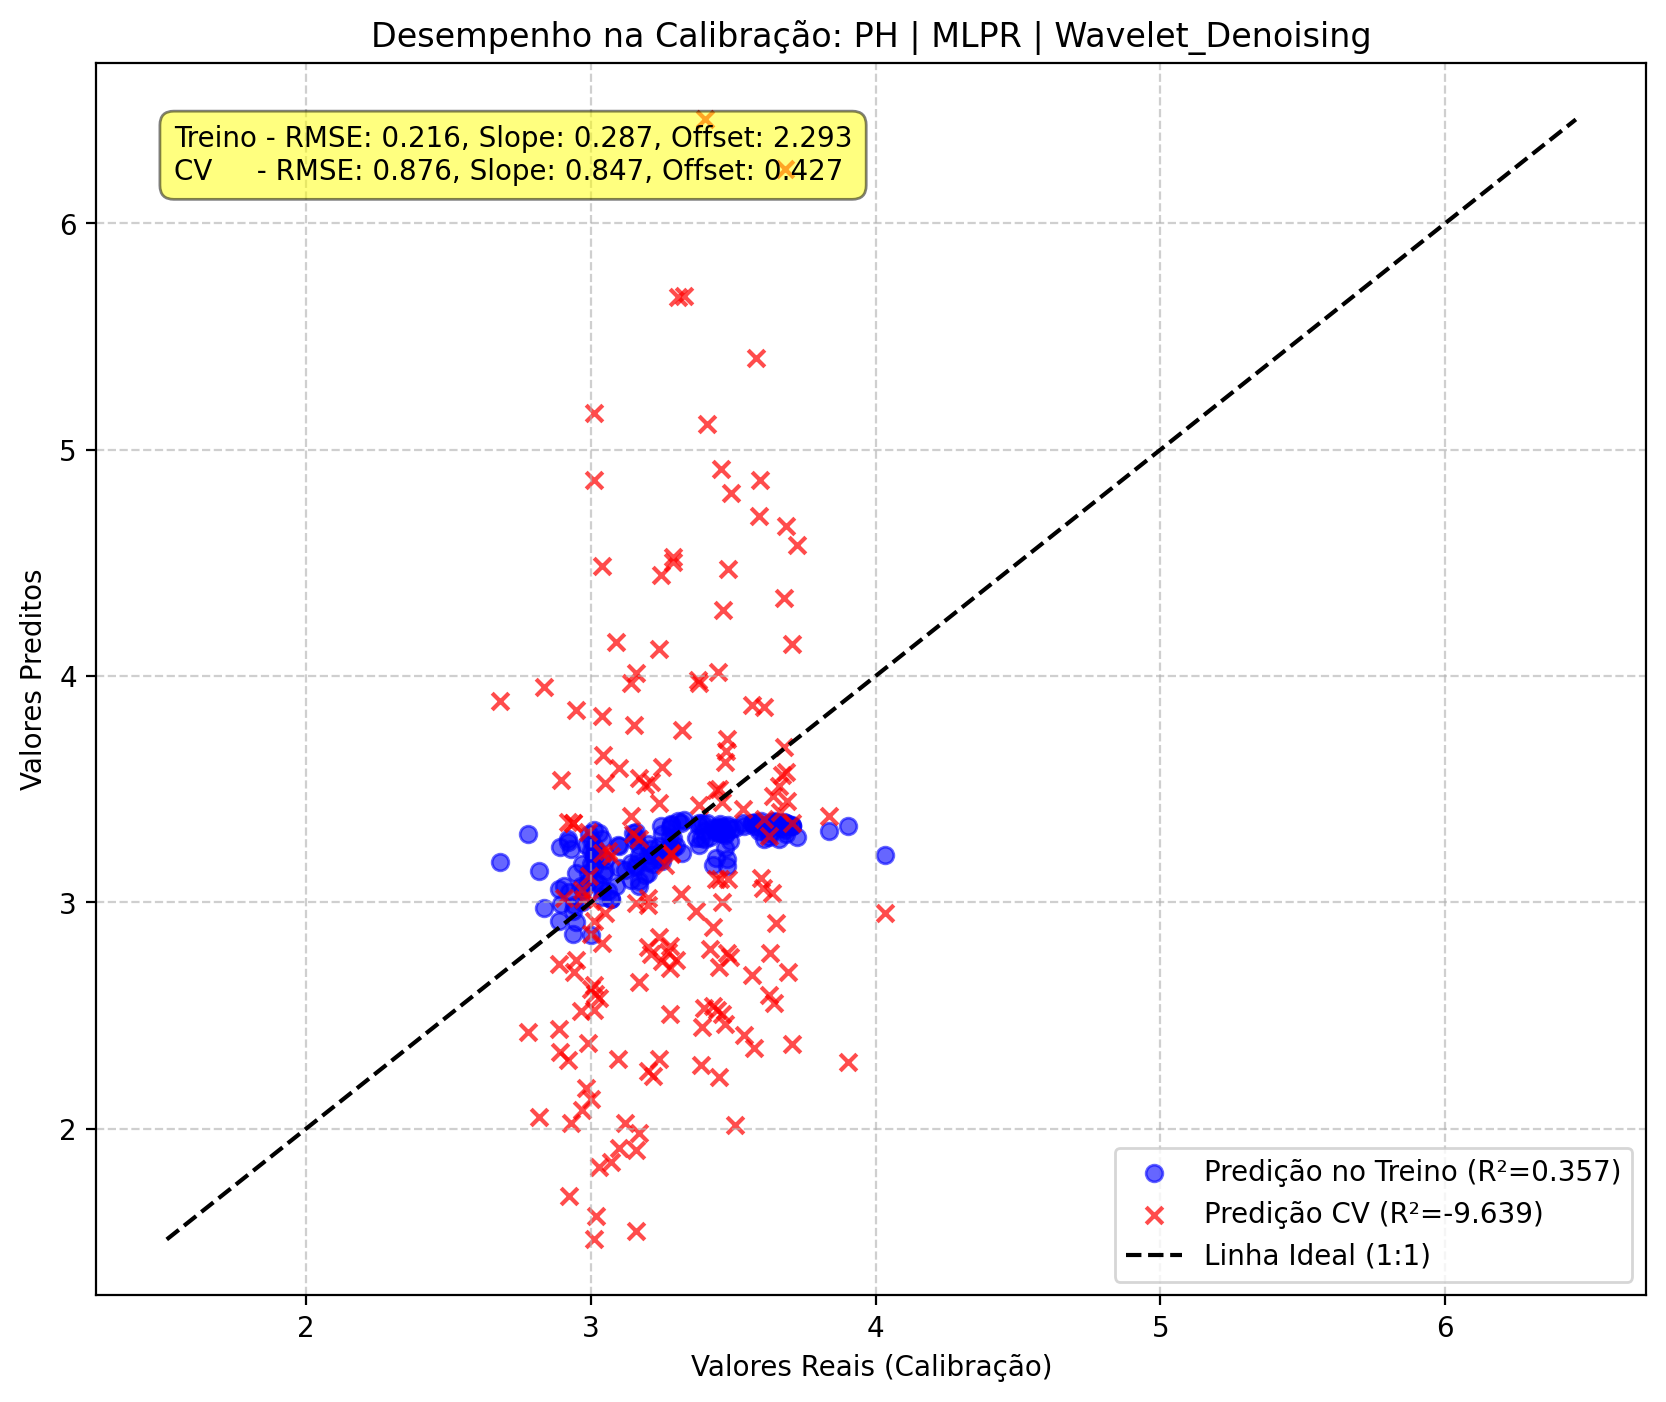 Desempenho na Calibração: PH | MLPR | Wavelet_Denoising
Treino - RMSE: 0.216, Slope: 0.287, Offset: 2.293
CV - RMSE: 0.876, Slope: 0.847, Offset: 0.427
6
5
4
3
2
Valores Preditos
Predição no Treino (R²=0.357)
Predição CV (R²=-9.639)
Linha Ideal (1:1)
2 3 4 5 6
Valores Reais (Calibração)